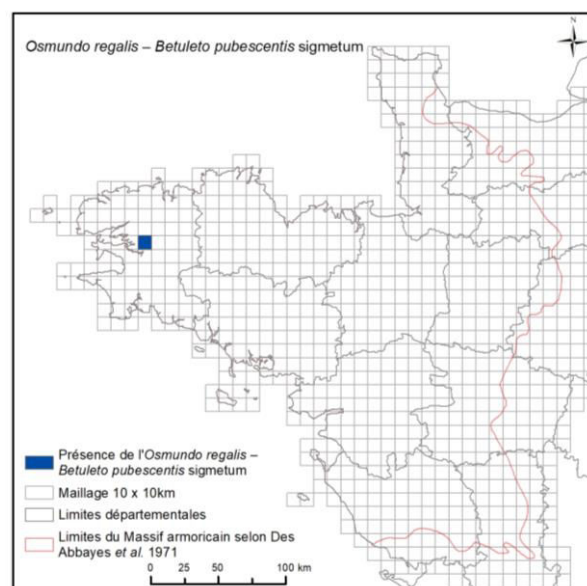 Osmundo regalis – Betuleto pubescentis sigmetum
N
Présence de l'Osmundo regalis –
Betuleto pubescentis sigmetum
Maillage 10 x 10km
Limites départementales
Limites du Massif armoricain selon Des
Abbayes et al. 1971
0 25 50 100 km